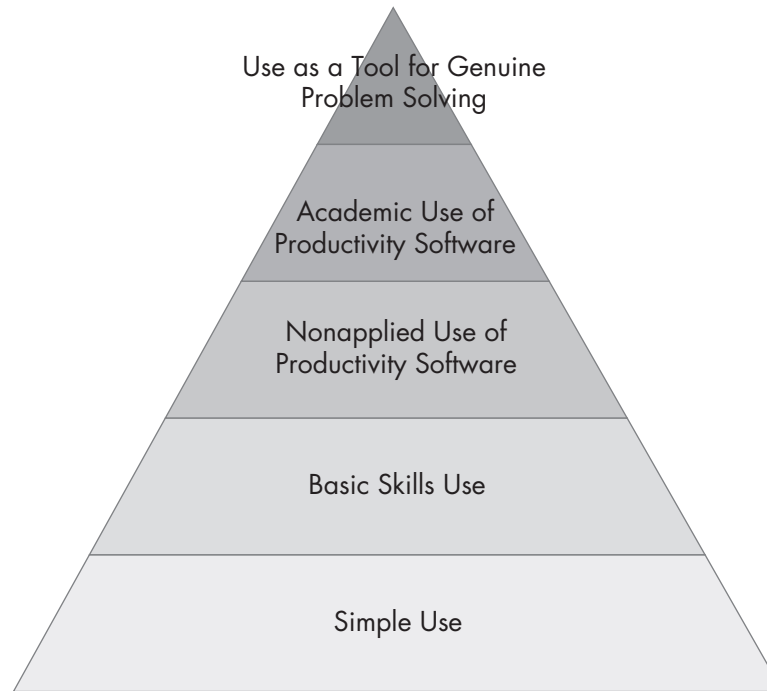 Use as a Tool for Genuine
Problem Solving
Academic Use of
Productivity Software
Nonapplied Use of
Productivity Software
Basic Skills Use
Simple Use